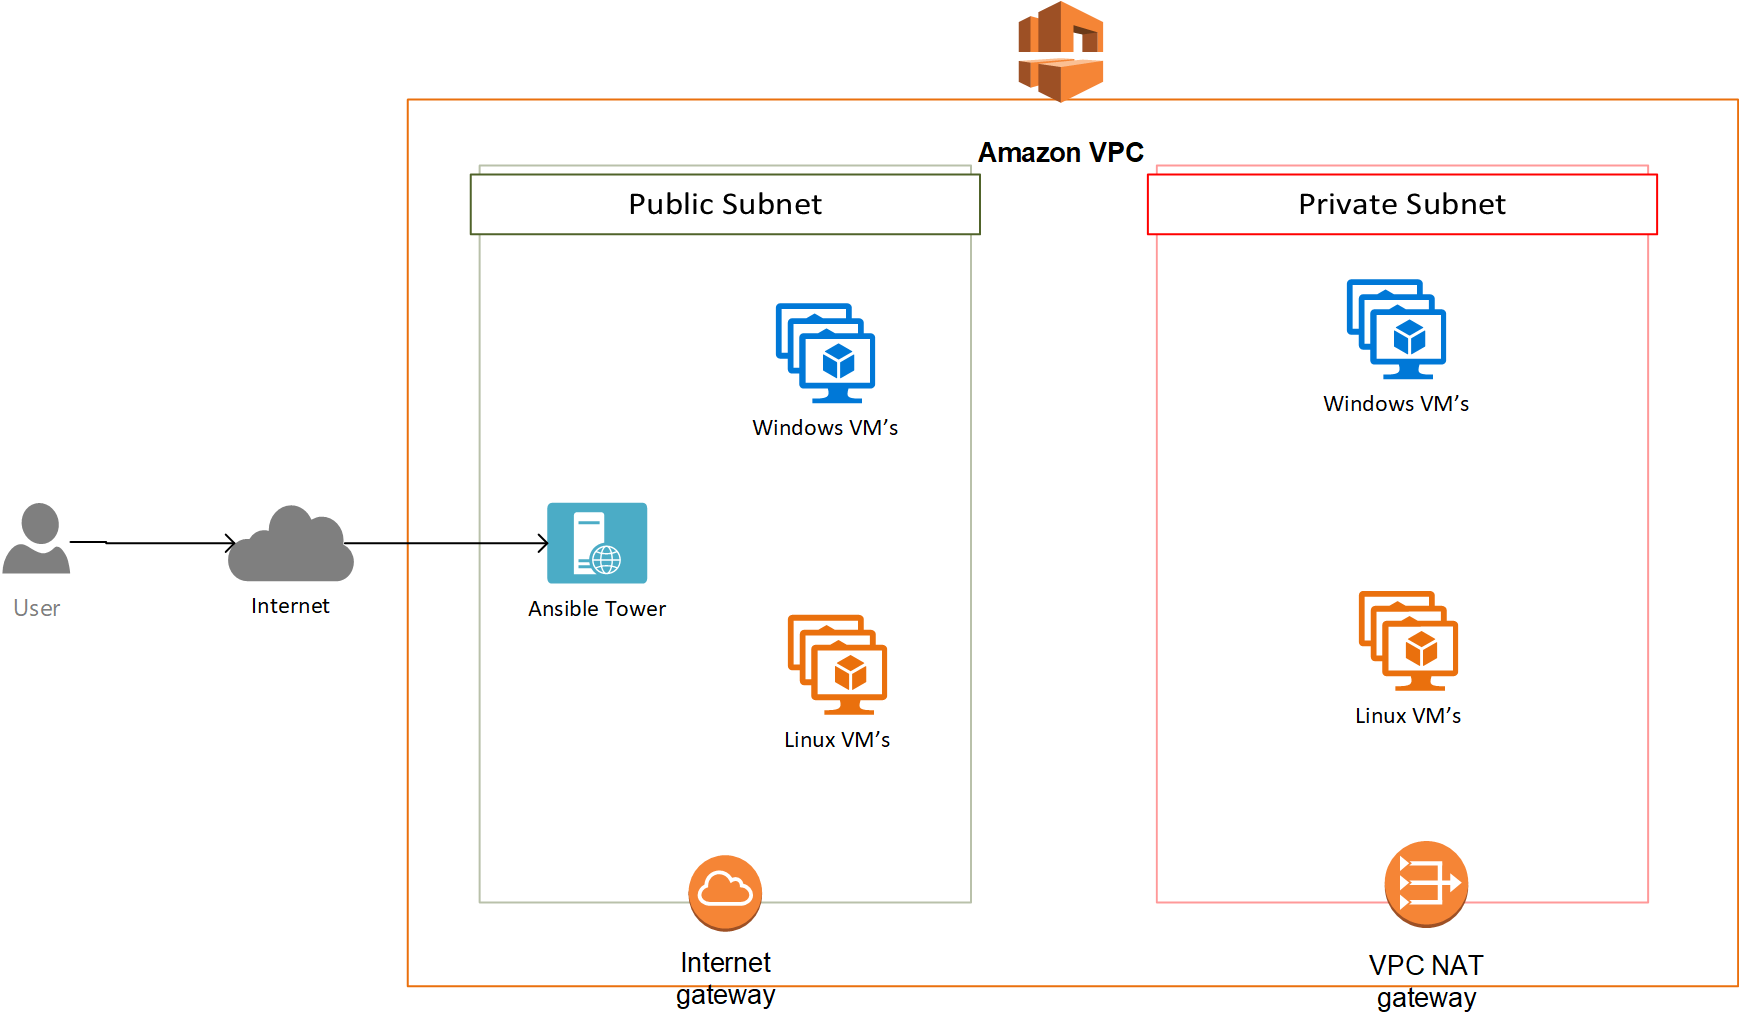 Amazon VPC
Public Subnet
Private Subnet
Windows VM’s
Windows VM’s
User
Internet
Ansible Tower
Linux VM’s
Linux VM’s
Internet
gateway
VPC NAT
gateway